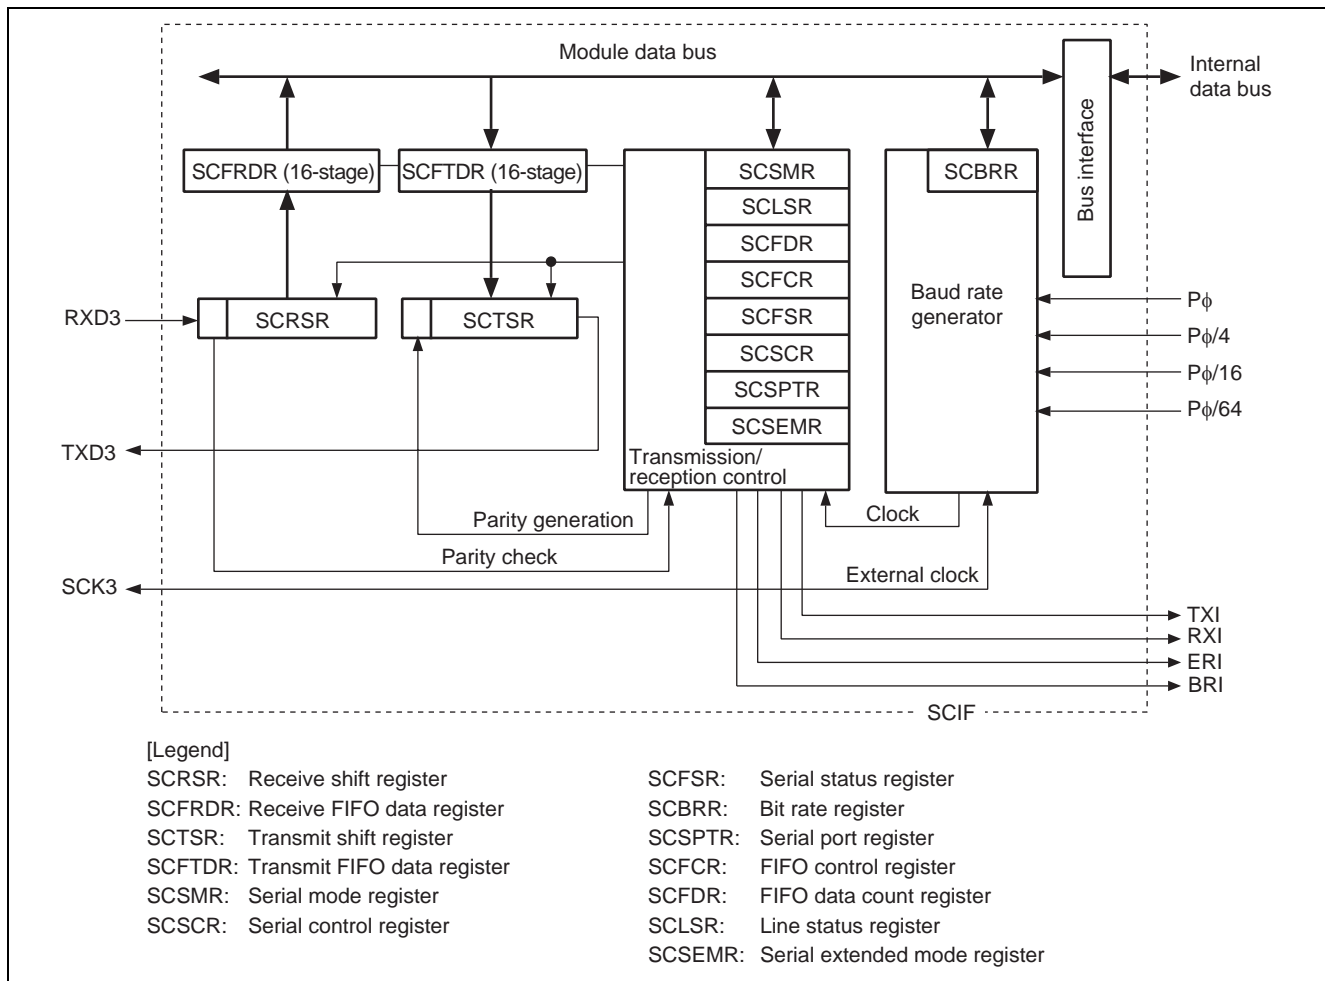 Module data bus
Internal
data bus
Bus interface
SCFRDR (16-stage)
SCFTDR (16-stage)
SCSMR
SCLSR
SCFDR
SCFCR
SCFSR
SCSCR
SCSPTR
SCSEMR
Transmission/
reception control
SCBRR
Baud rate
generator
RXD3
SCRSR
SCTSR
Pϕ
Pϕ/4
Pϕ/16
Pϕ/64
TXD3
Parity generation
Parity check
Clock
SCK3
External clock
TXI
RXI
ERI
BRI
SCIF
[Legend]
SCRSR: Receive shift register
SCFRDR: Receive FIFO data register
SCTSR: Transmit shift register
SCFTDR: Transmit FIFO data register
SCSMR: Serial mode register
SCSCR: Serial control register
SCFSR: Serial status register
SCBRR: Bit rate register
SCSPTR: Serial port register
SCFCR: FIFO control register
SCFDR: FIFO data count register
SCLSR: Line status register
SCSEMR: Serial extended mode register